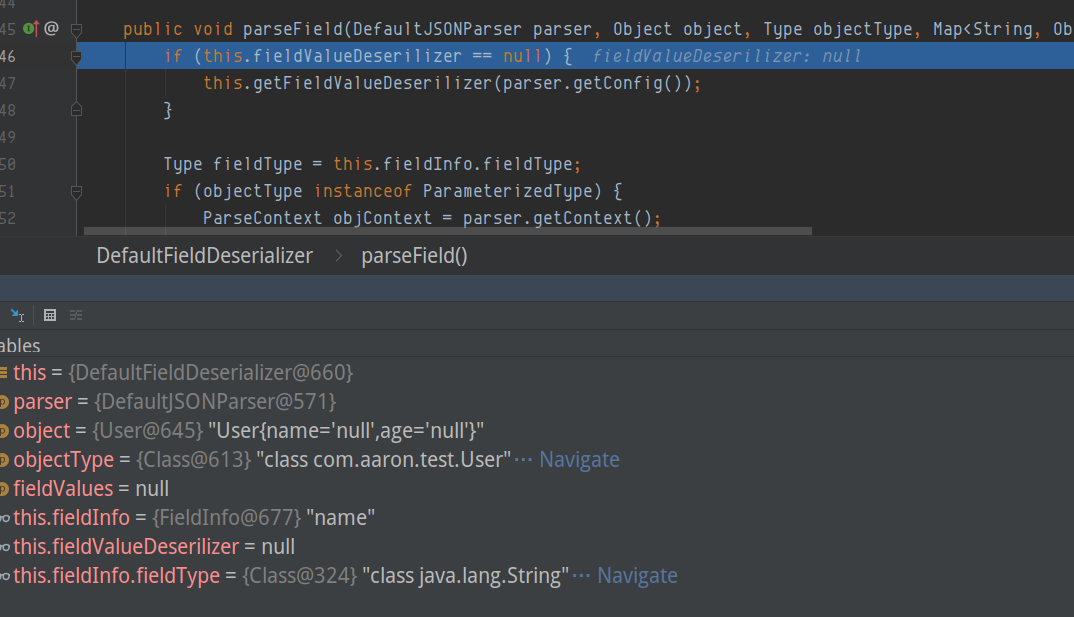 44
45 @ public void parseField(DefaultJSONParser parser, Object object, Type objectType, Map<String, Ob
46 if (this.fieldValueDeserilizer == null) { fieldValueDeserilizer: null
47 this.getFieldValueDeserilizer(parser.getConfig());
48 }
49
50 Type fieldType = this.fieldInfo.fieldType;
51 if (objectType instanceof ParameterizedType) {
52 ParseContext objContext = parser.getContext();
DefaultFieldDeserializer > parseField()
ables
this = {DefaultFieldDeserializer@660}
parser = {DefaultJSONParser@571}
object = {User@645} "User{name='null',age='null'}"
objectType = {Class@613} "class com.aaron.test.User"··· Navigate
fieldValues = null
this.fieldInfo = {FieldInfo@677} "name"
this.fieldValueDeserilizer = null
this.fieldInfo.fieldType = {Class@324} "class java.lang.String"··· Navigate